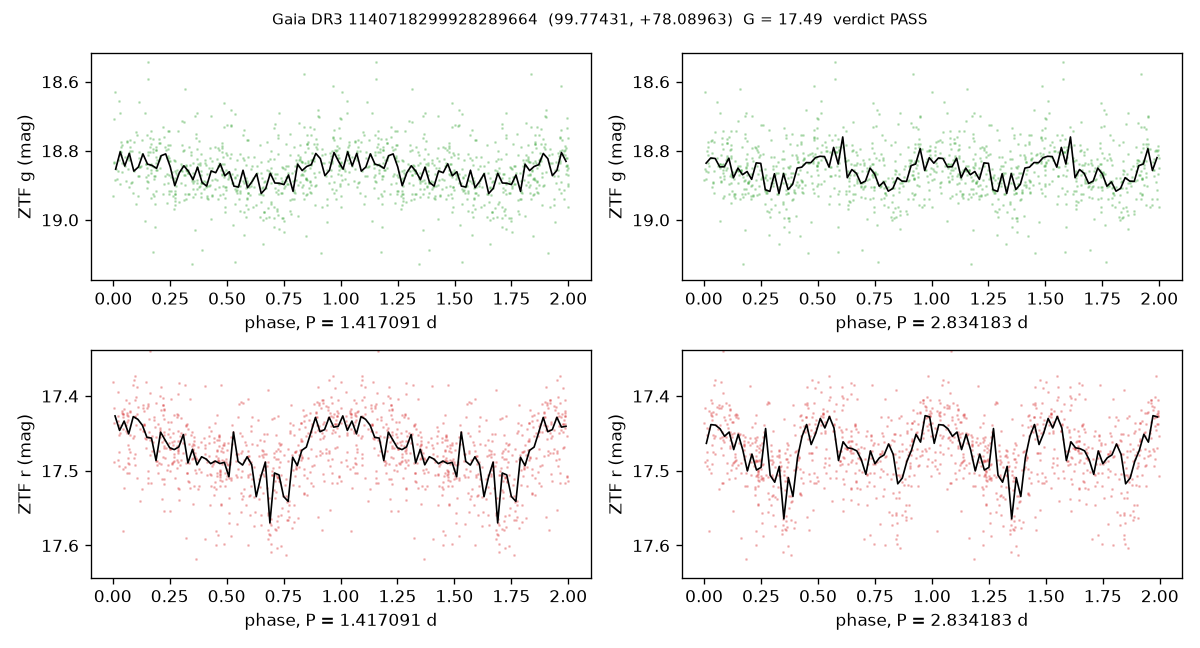 Gaia DR3 1140718299928289664  (99.77431, +78.08963)  G = 17.49  verdict PASS
ZTF g (mag)
18.6
18.8
19.0
0.00 0.25 0.50 0.75 1.00 1.25 1.50 1.75 2.00
phase, P = 1.417091 d
ZTF g (mag)
18.6
18.8
19.0
0.00 0.25 0.50 0.75 1.00 1.25 1.50 1.75 2.00
phase, P = 2.834183 d
ZTF r (mag)
17.4
17.5
17.6
0.00 0.25 0.50 0.75 1.00 1.25 1.50 1.75 2.00
phase, P = 1.417091 d
ZTF r (mag)
17.4
17.5
17.6
0.00 0.25 0.50 0.75 1.00 1.25 1.50 1.75 2.00
phase, P = 2.834183 d